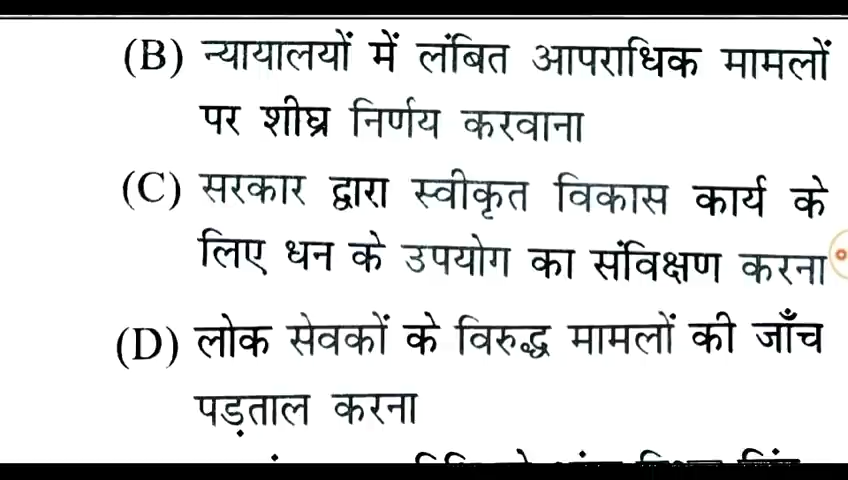 (B) न्यायालयों में लंबित आपराधिक मामलों
पर शीघ्र निर्णय करवाना
(C) सरकार द्वारा स्वीकृत विकास कार्य के
लिए धन के उपयोग का संविक्षण करना
(D) लोक सेवकों के विरुद्ध मामलों की जाँच
पड़ताल करना